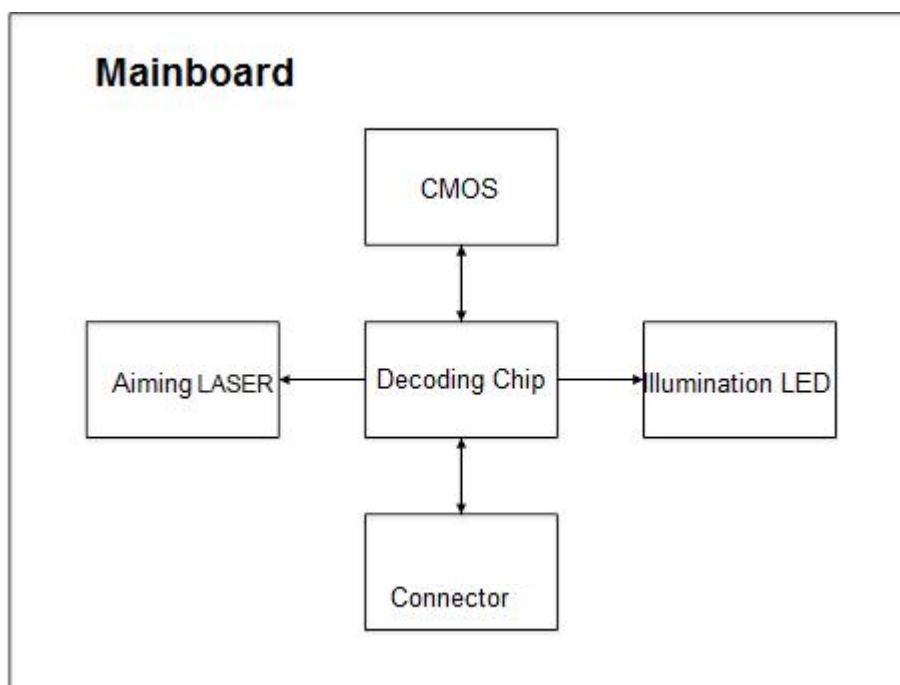 Mainboard
CMOS
Aiming LASER
Decoding Chip
Illumination LED
Connector